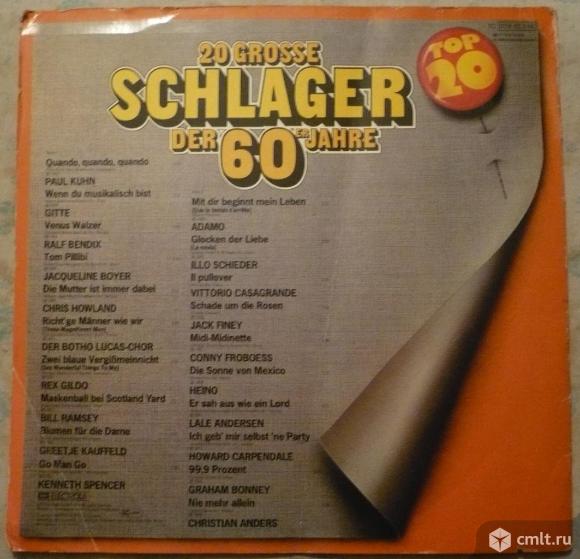 20 GROSSE
SCHLAGER
DER 60ER JAHRE
TOP
20
Quando, quando, quando
PAUL KUHN
Wenn du musikalisch bist
GITTE
Venus Walzer
RALF BENDIX
Tom Pillibi
JACQUELINE BOYER
Die Mutter ist immer dabei
CHRIS HOWLAND
Richt'ge Männer wie wir
(Those Magnificent Men)
DER BOTHO LUCAS-CHOR
Zwei blaue Vergißmeinnicht
REX GILDO
Maskenball bei Scotland Yard
BILL RAMSEY
Blumen für die Dame
GREETJE KAUFFELD
Go Man Go
KENNETH SPENCER
ELECTROLA
Mit dir beginnt mein Leben
ADAMO
Glocken der Liebe
ILLO SCHIEDER
Il pullover
VITTORIO CASAGRANDE
Schade um die Rosen
JACK FINEY
Midi-Midinette
CONNY FROBOESS
Die Sonne von Mexico
HEINO
Er sah aus wie ein Lord
LALE ANDERSEN
Ich geb' mir selbst 'ne Party
HOWARD CARPENDALE
99,9 Prozent
GRAHAM BONNEY
Nie mehr allein
CHRISTIAN ANDERS
cmlt.ru